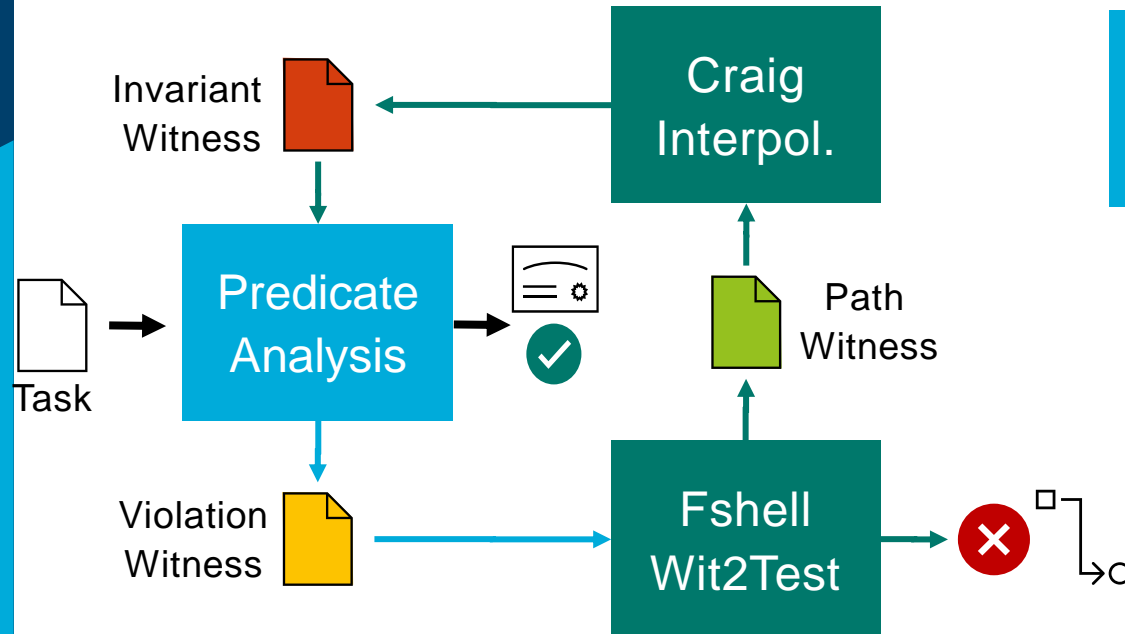 Invariant
Witness
Craig
Interpol.
Predicate
Analysis
Path
Witness
Task
Violation
Witness
Fshell
Wit2Test